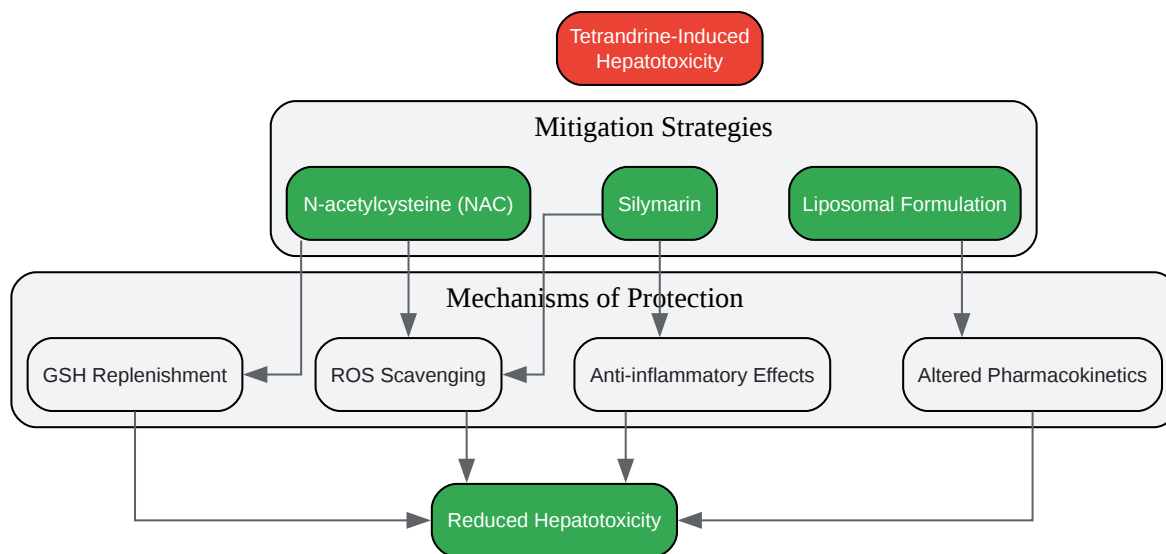 Tetrandrine-Induced
Hepatotoxicity
Mitigation Strategies
N-acetylcysteine (NAC)
Silymarin
Liposomal Formulation
Mechanisms of Protection
GSH Replenishment
ROS Scavenging
Anti-inflammatory Effects
Altered Pharmacokinetics
Reduced Hepatotoxicity